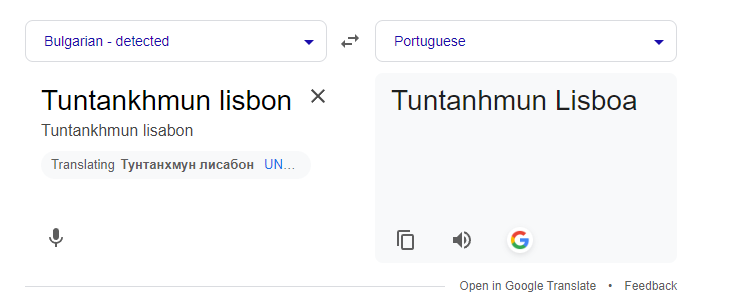 Bulgarian - detected
Portuguese
Tuntankhmun lisbon
Tuntankhmun lisabon
Translating Тунтанхмун лисабон UN...
Tuntanhmun Lisboa
Open in Google Translate • Feedback